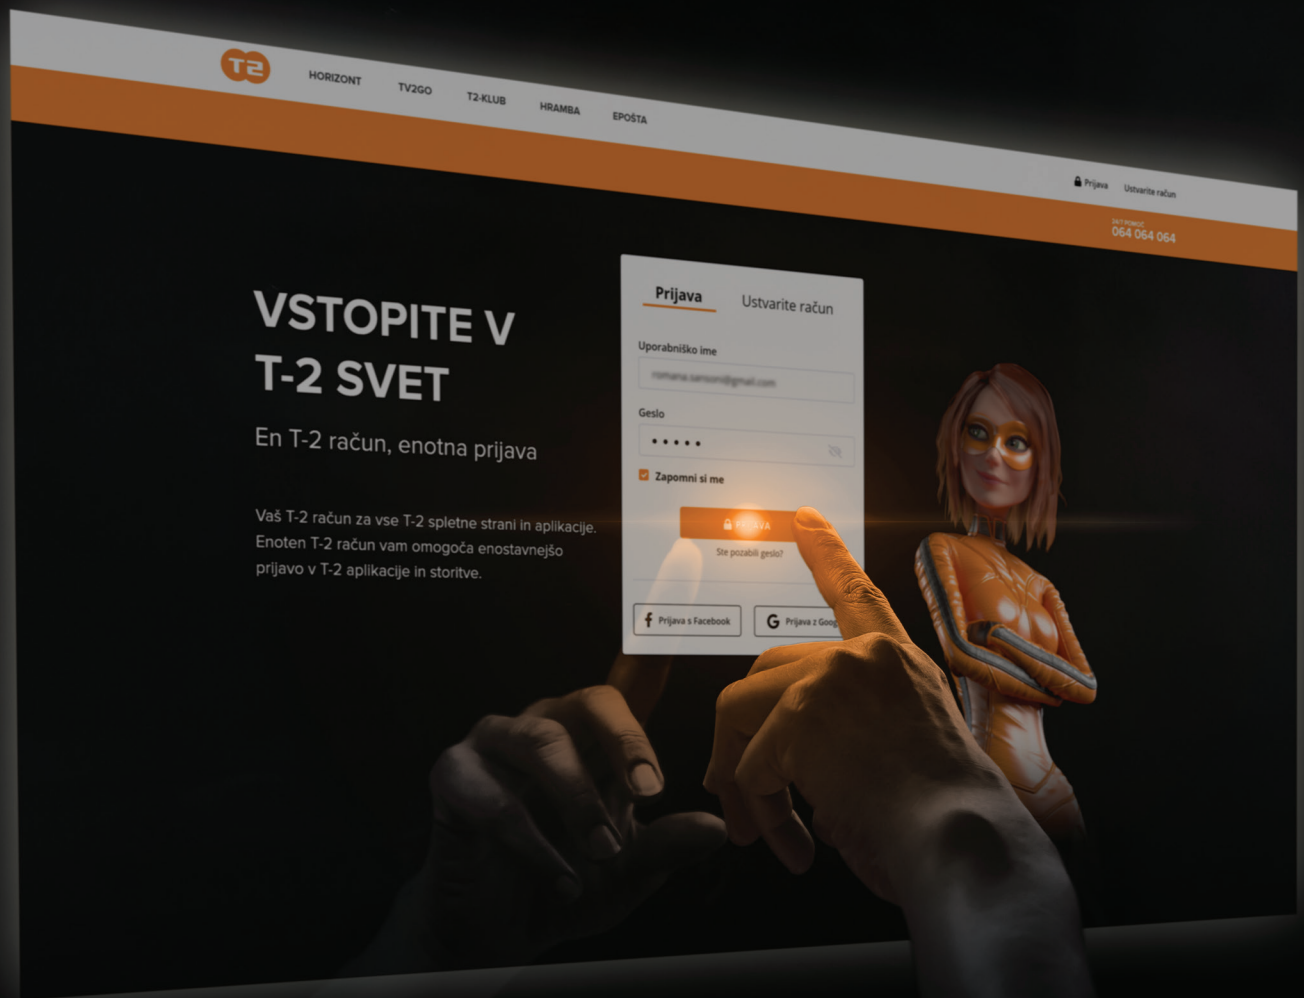 T2
HORIZONT
TV2GO
T2-KLUB
HRAMBA
EPOŠTA
Prijava
Ustvarite račun
24/7 POMOČ
064 064 064
VSTOPITE V
T-2 SVET
En T-2 račun, enotna prijava
Vaš T-2 račun za vse T-2 spletne strani in aplikacije.
Enoten T-2 račun vam omogoča enostavnejšo
prijavo v T-2 aplikacije in storitve.
Prijava
Ustvarite račun
Uporabniško ime
Geslo
Zapomni si me
Ste pozabili geslo?
Prijava s Facebook
Prijava z